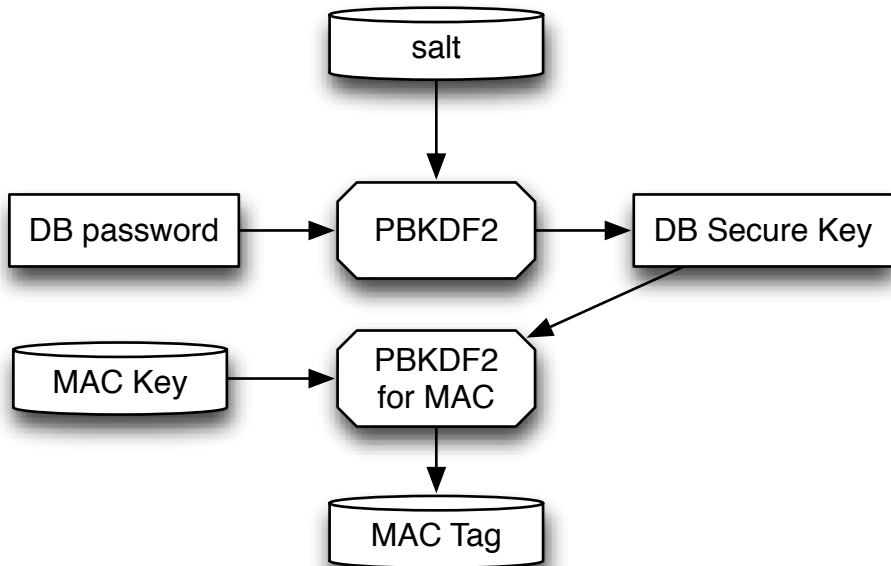 salt
DB password
PBKDF2
DB Secure Key
MAC Key
PBKDF2
for MAC
MAC Tag